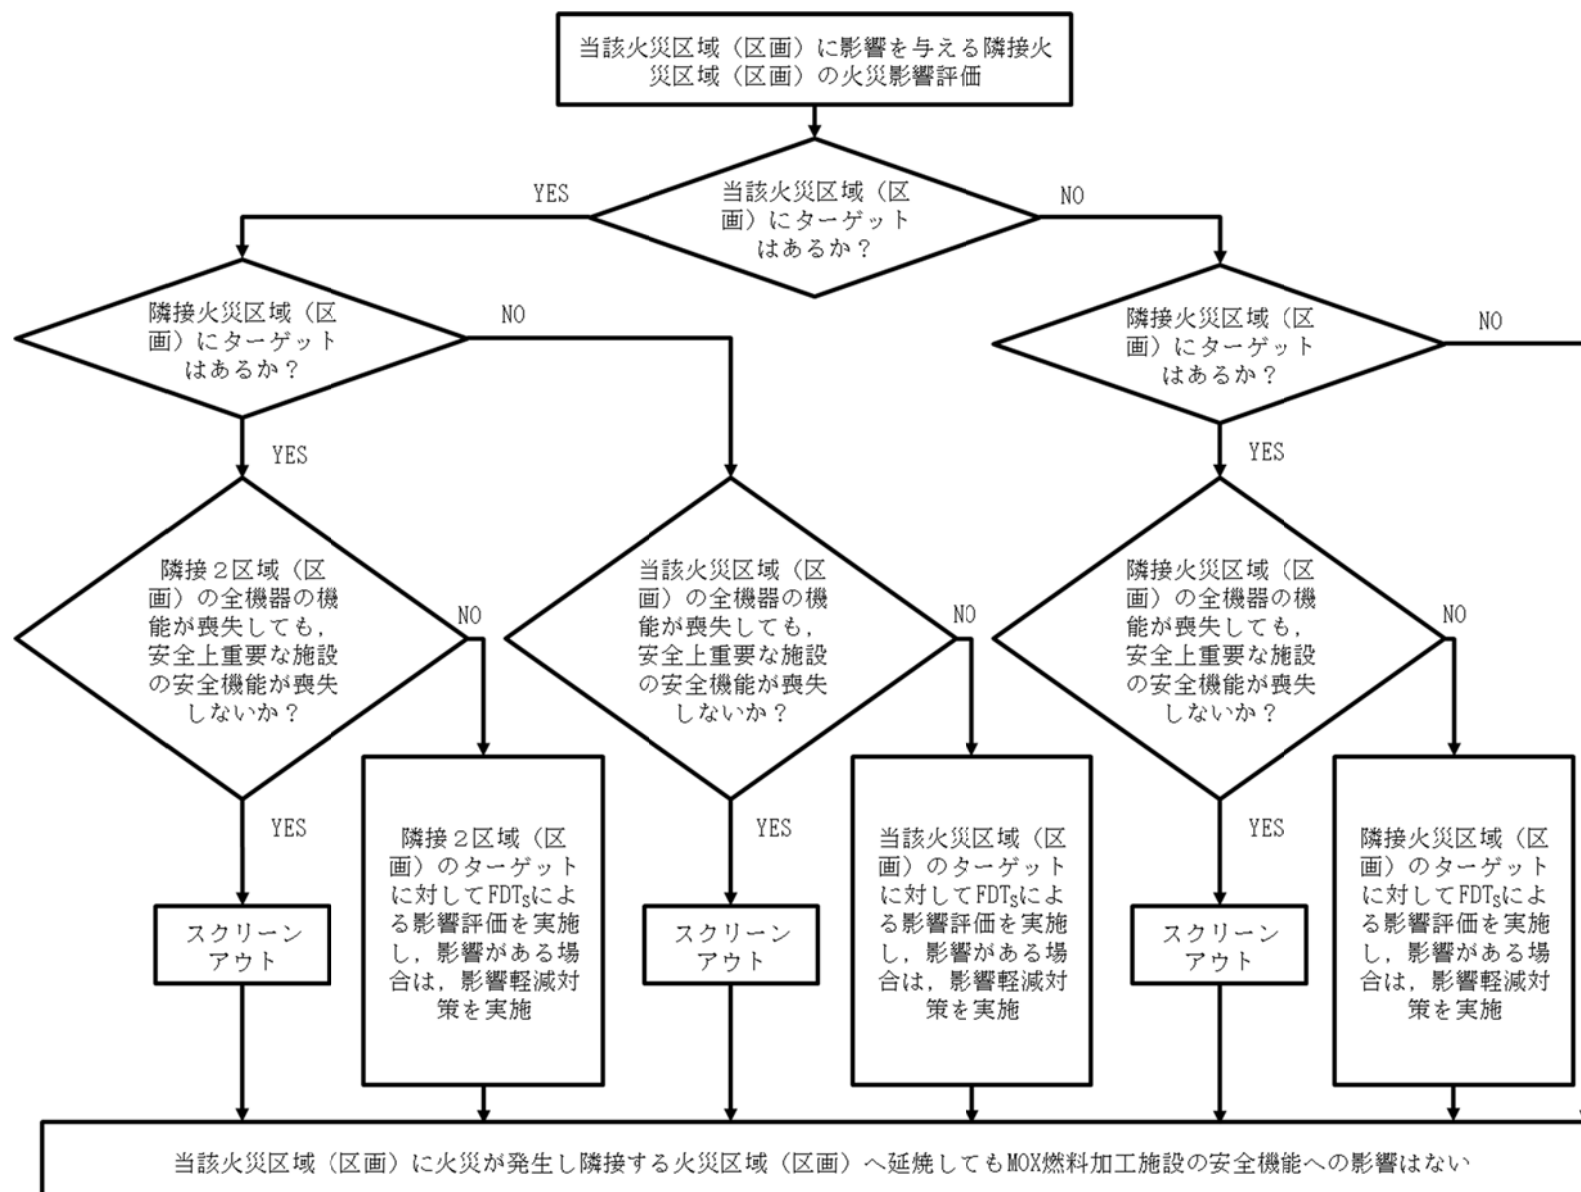 当該火災区域（区画）に影響を与える隣接火
災区域（区画）の火災影響評価
当該火災区域（区
画）にターゲット
はあるか？
YES
NO
隣接火災区域（区
画）にターゲット
はあるか？
NO
YES
隣接火災区域（区
画）にターゲット
はあるか？
NO
YES
隣接２区域（区
画）の全機器の機
能が喪失しても，
安全上重要な施設
の安全機能が喪失
しないか？
NO
YES
当該火災区域（区
画）の全機器の機
能が喪失しても，
安全上重要な施設
の安全機能が喪失
しないか？
NO
YES
隣接火災区域（区
画）の全機器の機
能が喪失しても，
安全上重要な施設
の安全機能が喪失
しないか？
NO
YES
スクリーン
アウト
隣接２区域（区
画）のターゲット
に対してFDTsによ
る影響評価を実施
し，影響がある場
合は，影響軽減対
策を実施
スクリーン
アウト
当該火災区域（区
画）のターゲット
に対してFDTsによ
る影響評価を実施
し，影響がある場
合は，影響軽減対
策を実施
スクリーン
アウト
隣接火災区域（区
画）のターゲット
に対してFDTsによ
る影響評価を実施
し，影響がある場
合は，影響軽減対
策を実施
当該火災区域（区画）に火災が発生し隣接する火災区域（区画）へ延焼してもMOX燃料加工施設の安全機能への影響はない